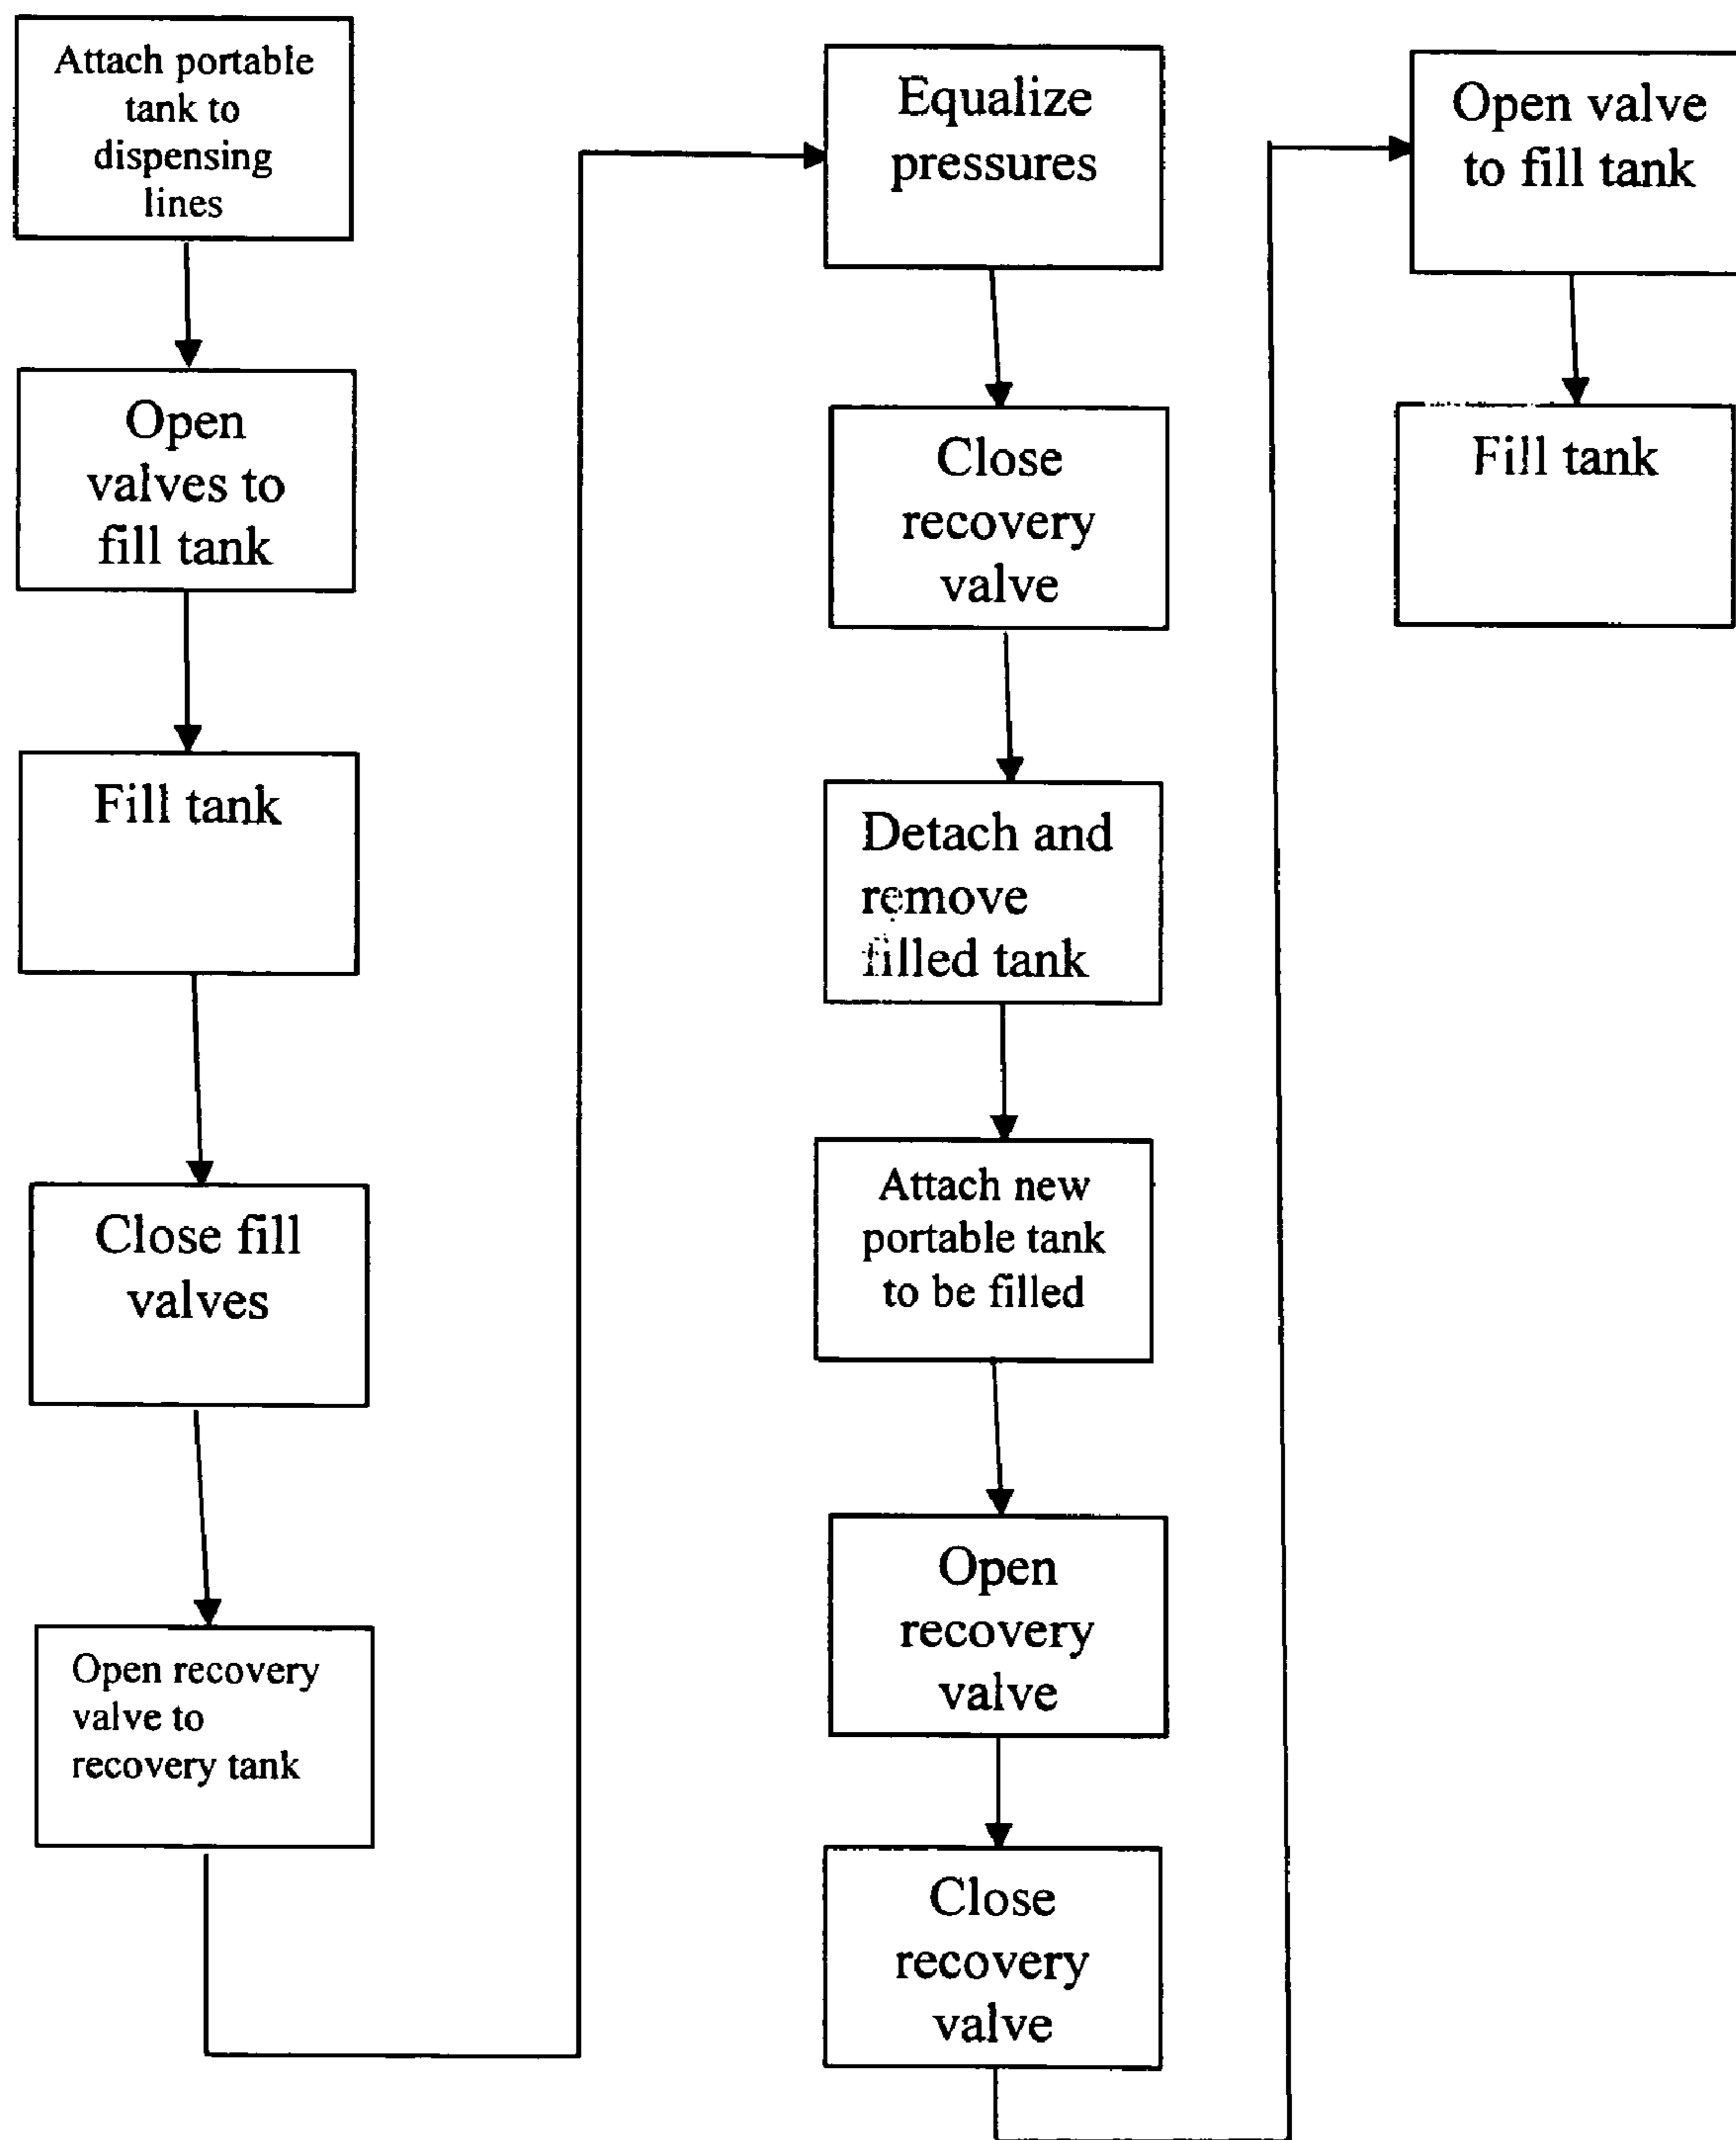 Attach portable
tank to
dispensing
lines
Open
valves to
fill tank
Fill tank
Close fill
valves
Open recovery
valve to
recovery tank
Equalize
pressures
Close
recovery
valve
Detach and
remove
filled tank
Attach new
portable tank
to be filled
Open
recovery
valve
Close
recovery
valve
Open valve
to fill tank
Fill tank